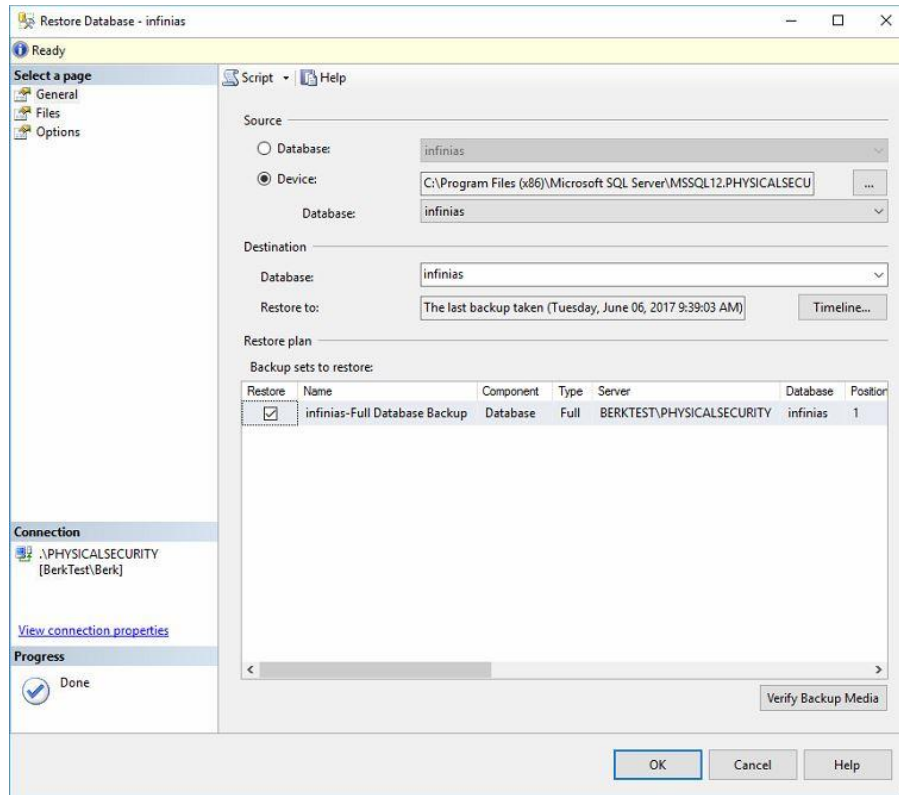 Restore Database - infinias
Ready
Select a page
General
Files
Options
Script
Help
Source
Database:
infinias
Device:
C:\Program Files (x86)\Microsoft SQL Server\MSSQL12.PHYSICALSECU
...
Database:
infinias
Destination
Database:
infinias
Restore to:
The last backup taken (Tuesday, June 06, 2017 9:39:03 AM)
Timeline...
Restore plan
Backup sets to restore:
Restore Name Component Type Server Database Position
infinias-Full Database Backup Database Full BERKTEST\PHYSICALSECURITY infinias 1
Connection
.\PHYSICALSECURITY
[BerkTest\Berk]
View connection properties
Progress
Done
Verify Backup Media
OK Cancel Help